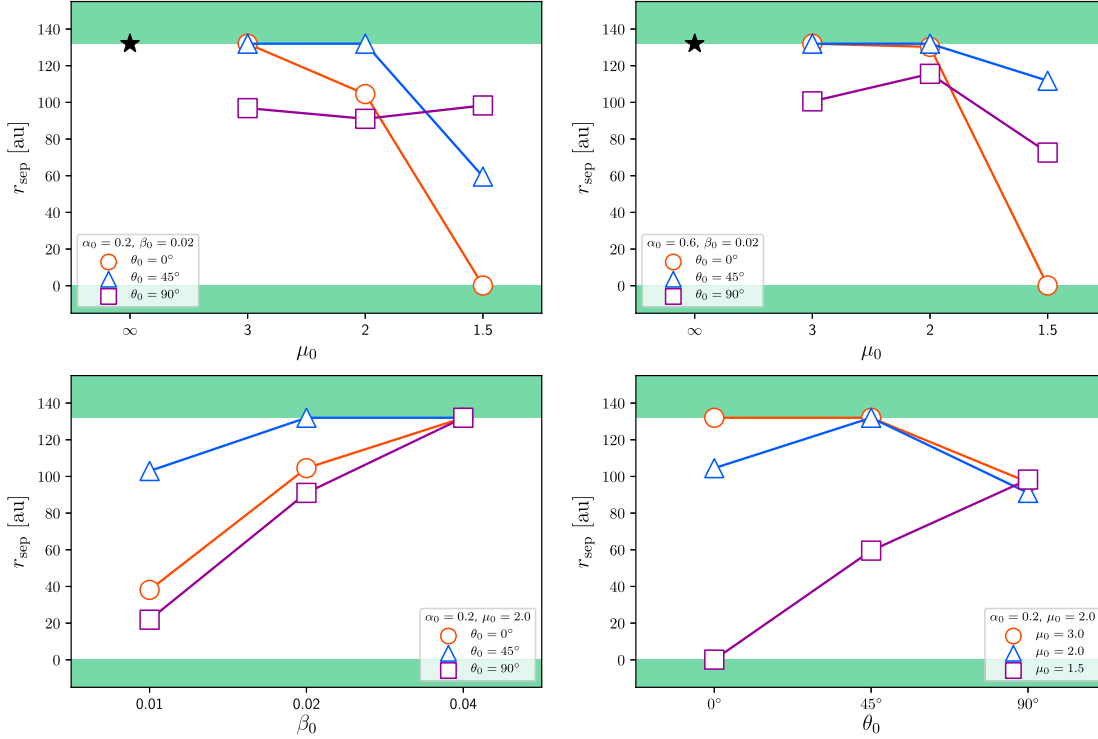 140
120
100
80
60
40
20
0
r_sep [au]
α₀ = 0.2, β₀ = 0.02
θ₀ = 0°
θ₀ = 45°
θ₀ = 90°
∞ 3 2 1.5
μ₀
140
120
100
80
60
40
20
0
r_sep [au]
α₀ = 0.6, β₀ = 0.02
θ₀ = 0°
θ₀ = 45°
θ₀ = 90°
∞ 3 2 1.5
μ₀
140
120
100
80
60
40
20
0
r_sep [au]
α₀ = 0.2, μ₀ = 2.0
θ₀ = 0°
θ₀ = 45°
θ₀ = 90°
0.01 0.02 0.04
β₀
140
120
100
80
60
40
20
0
r_sep [au]
α₀ = 0.2, μ₀ = 2.0
μ₀ = 3.0
μ₀ = 2.0
μ₀ = 1.5
0° 45° 90°
θ₀